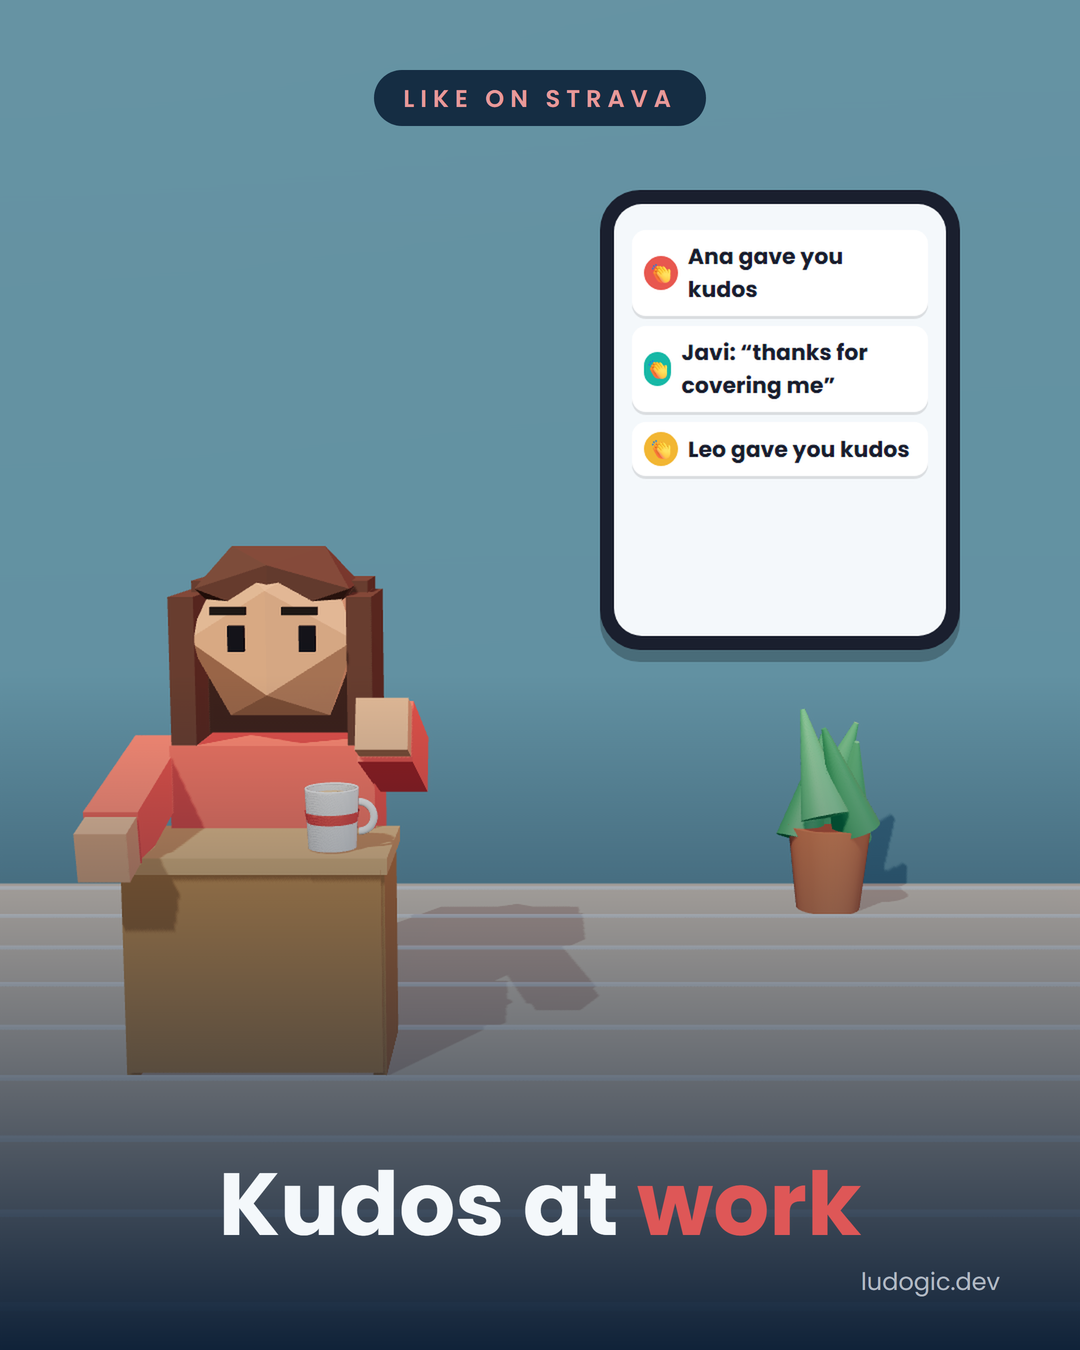 LIKE ON STRAVA
Ana gave you
kudos
Javi: “thanks for
covering me”
Leo gave you kudos
Kudos at work
ludogic.dev